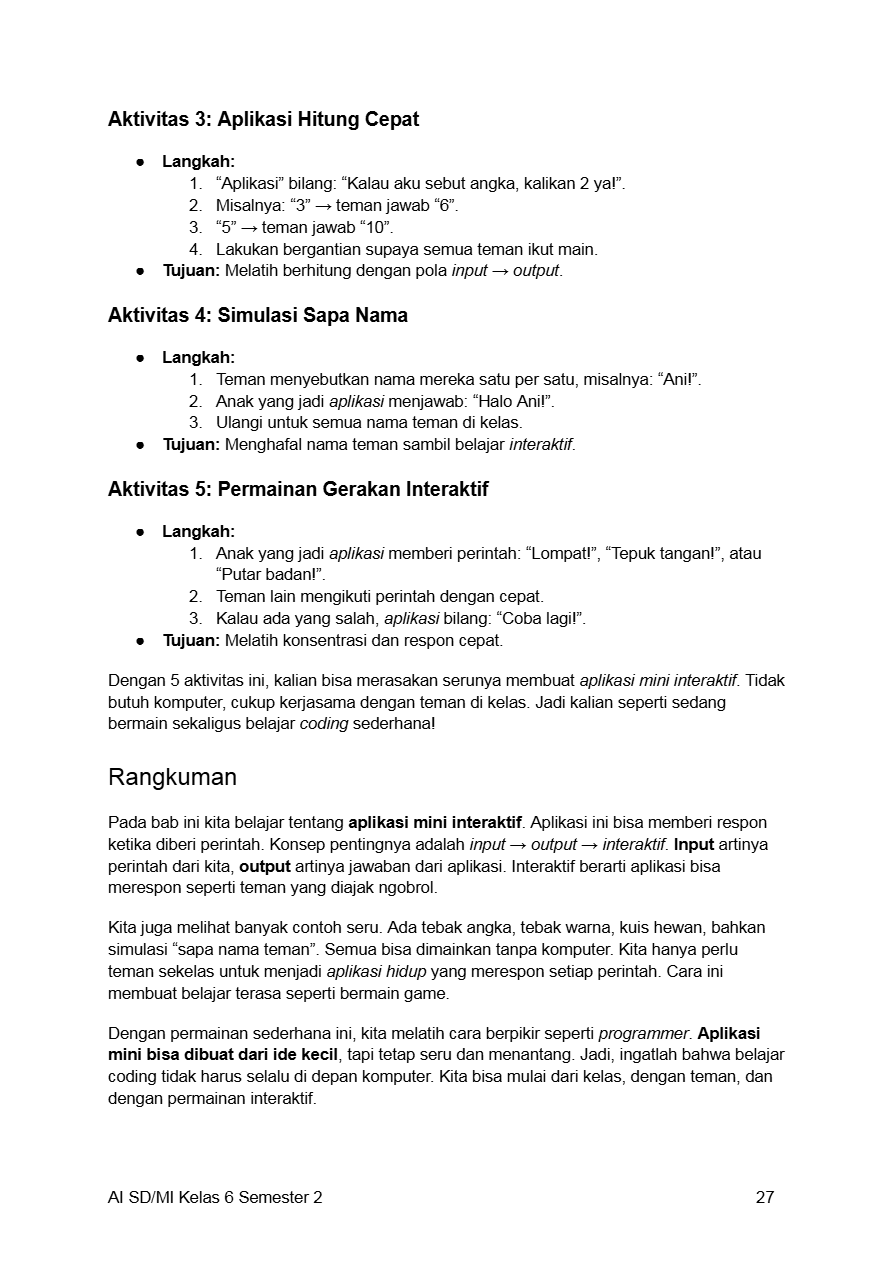 Aktivitas 3: Aplikasi Hitung Cepat
● Langkah:
1. “Aplikasi” bilang: “Kalau aku sebut angka, kalikan 2 ya!”.
2. Misalnya: “3” → teman jawab “6”.
3. “5” → teman jawab “10”.
4. Lakukan bergantian supaya semua teman ikut main.
● Tujuan: Melatih berhitung dengan pola input → output.
Aktivitas 4: Simulasi Sapa Nama
● Langkah:
1. Teman menyebutkan nama mereka satu per satu, misalnya: “Ani!”.
2. Anak yang jadi aplikasi menjawab: “Halo Ani!”.
3. Ulangi untuk semua nama teman di kelas.
● Tujuan: Menghafal nama teman sambil belajar interaktif.
Aktivitas 5: Permainan Gerakan Interaktif
● Langkah:
1. Anak yang jadi aplikasi memberi perintah: “Lompat!”, “Tepuk tangan!”, atau
“Putar badan!”.
2. Teman lain mengikuti perintah dengan cepat.
3. Kalau ada yang salah, aplikasi bilang: “Coba lagi!”.
● Tujuan: Melatih konsentrasi dan respon cepat.
Dengan 5 aktivitas ini, kalian bisa merasakan serunya membuat aplikasi mini interaktif. Tidak
butuh komputer, cukup kerjasama dengan teman di kelas. Jadi kalian seperti sedang
bermain sekaligus belajar coding sederhana!
Rangkuman
Pada bab ini kita belajar tentang aplikasi mini interaktif. Aplikasi ini bisa memberi respon
ketika diberi perintah. Konsep pentingnya adalah input → output → interaktif. Input artinya
perintah dari kita, output artinya jawaban dari aplikasi. Interaktif berarti aplikasi bisa
merespon seperti teman yang diajak ngobrol.
Kita juga melihat banyak contoh seru. Ada tebak angka, tebak warna, kuis hewan, bahkan
simulasi “sapa nama teman”. Semua bisa dimainkan tanpa komputer. Kita hanya perlu
teman sekelas untuk menjadi aplikasi hidup yang merespon setiap perintah. Cara ini
membuat belajar terasa seperti bermain game.
Dengan permainan sederhana ini, kita melatih cara berpikir seperti programmer. Aplikasi
mini bisa dibuat dari ide kecil, tapi tetap seru dan menantang. Jadi, ingatlah bahwa belajar
coding tidak harus selalu di depan komputer. Kita bisa mulai dari kelas, dengan teman, dan
dengan permainan interaktif.
AI SD/MI Kelas 6 Semester 2 27